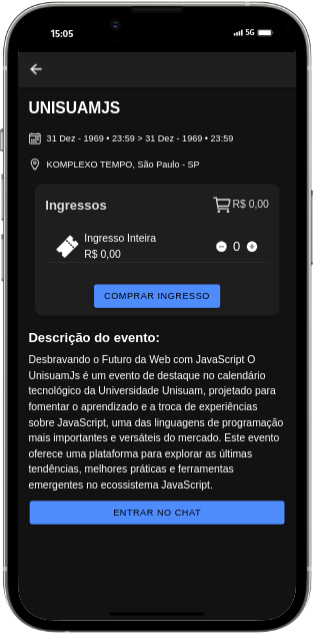 15:05
5G
UNISUAMJS
31 Dez - 1969 • 23:59 > 31 Dez - 1969 • 23:59
KOMPLEXO TEMPO, São Paulo - SP
Ingressos
R$ 0,00
Ingresso Inteira
R$ 0,00
0
COMPRAR INGRESSO
Descrição do evento:
Desbravando o Futuro da Web com JavaScript O
UnisuamJs é um evento de destaque no calendário
tecnológico da Universidade Unisuam, projetado para
fomentar o aprendizado e a troca de experiências
sobre JavaScript, uma das linguagens de programação
mais importantes e versáteis do mercado. Este evento
oferece uma plataforma para explorar as últimas
tendências, melhores práticas e ferramentas
emergentes no ecossistema JavaScript.
ENTRAR NO CHAT